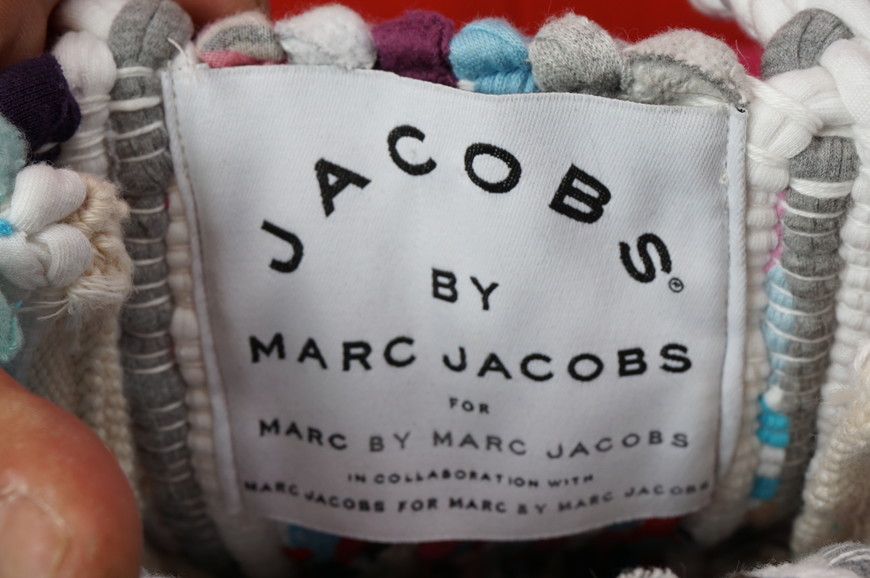 JACOBS®
BY
MARC JACOBS
FOR
MARC BY MARC JACOBS
IN COLLABORATION WITH
MARC JACOBS FOR MARC BY MARC JACOBS